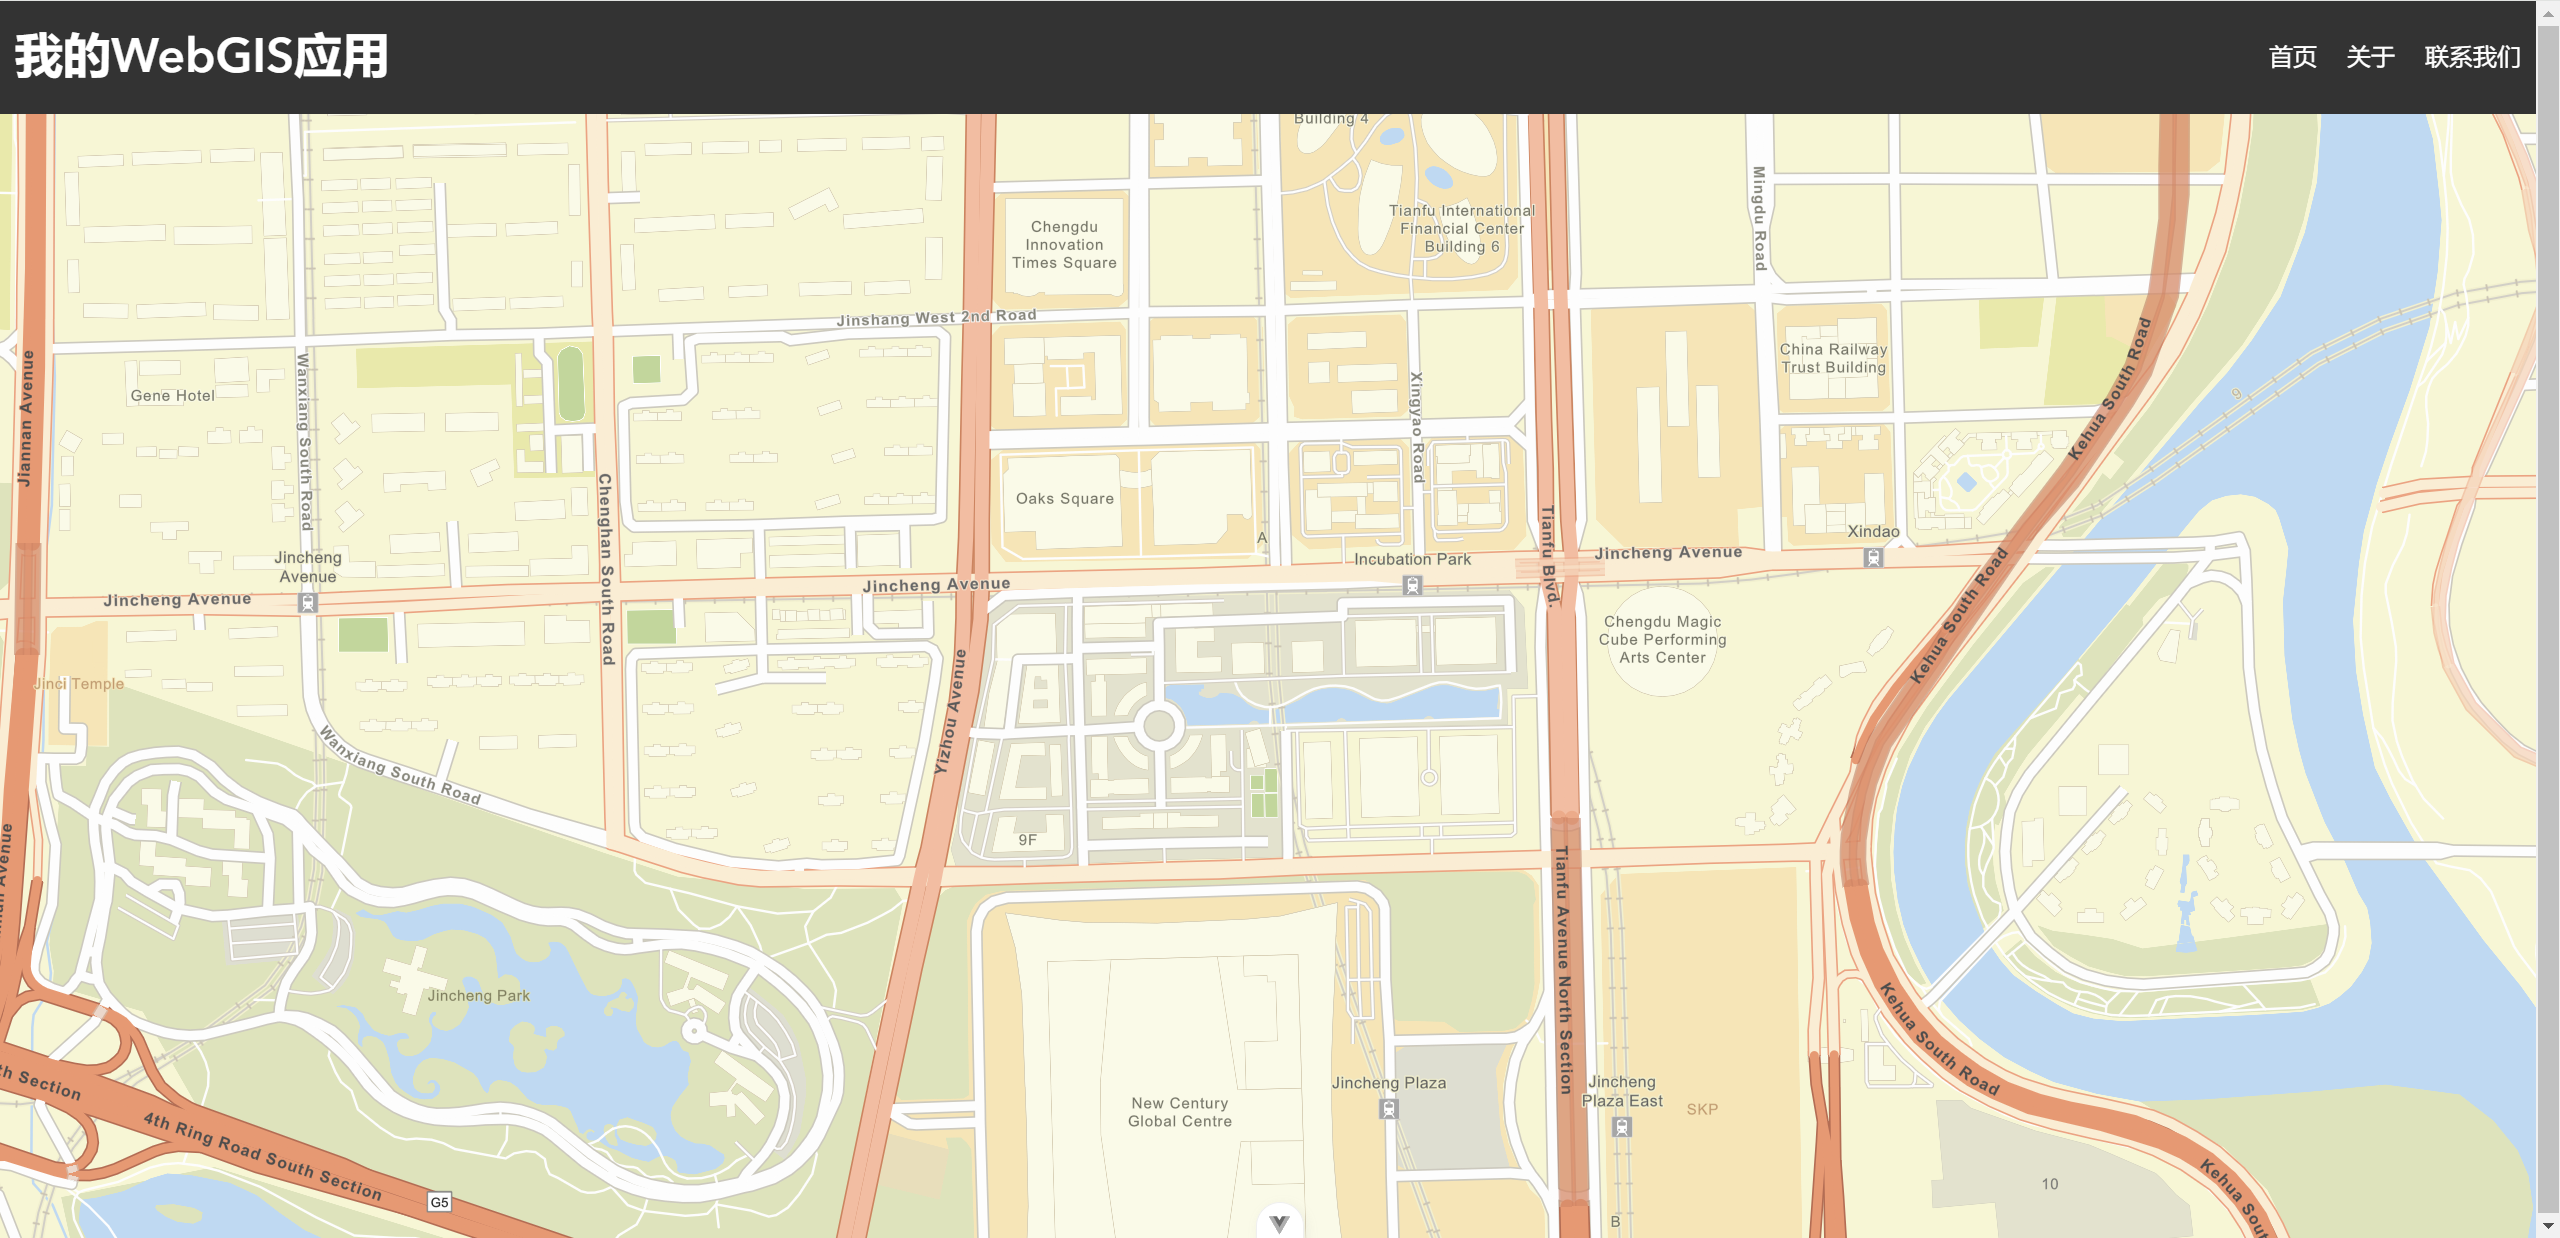 我的WebGIS应用
首页 关于 联系我们
Building 4
Mingdu Road
Tianfu International
Financial Center
Building 6
Chengdu
Innovation
Times Square
Jinshang West 2nd Road
Jiannan Avenue
Wanxiang South Road
Gene Hotel
China Railway
Trust Building
Kehua South Road
9
Xingyao Road
Chenghan South Road
Oaks Square
A
Tianfu Blvd.
Xindao
Incubation Park
Jincheng Avenue
Jincheng
Avenue
Jincheng Avenue
Jincheng Avenue
Kehua South Road
Chengdu Magic
Cube Performing
Arts Center
Yizhou Avenue
Jinci Temple
Wanxiang South Road
9F
Tianfu Avenue North Section
Jincheng Park
Kehua South Road
Jincheng Plaza
Jincheng
Plaza East
New Century
Global Centre
SKP
4th Ring Road South Section
G5
10
B
Kehua Sout
th Section
nan Avenue